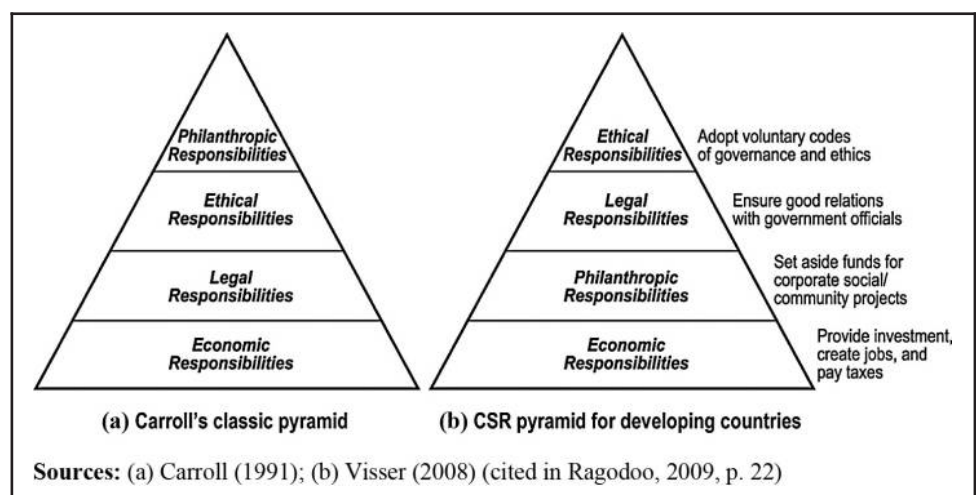 Philanthropic
Responsibilities
Ethical
Responsibilities
Legal
Responsibilities
Economic
Responsibilities
(a) Carroll's classic pyramid
Ethical
Responsibilities
Adopt voluntary codes
of governance and ethics
Legal
Responsibilities
Ensure good relations
with government officials
Philanthropic
Responsibilities
Set aside funds for
corporate social/
community projects
Economic
Responsibilities
Provide investment,
create jobs, and
pay taxes
(b) CSR pyramid for developing countries
Sources: (a) Carroll (1991); (b) Visser (2008) (cited in Ragodoo, 2009, p. 22)